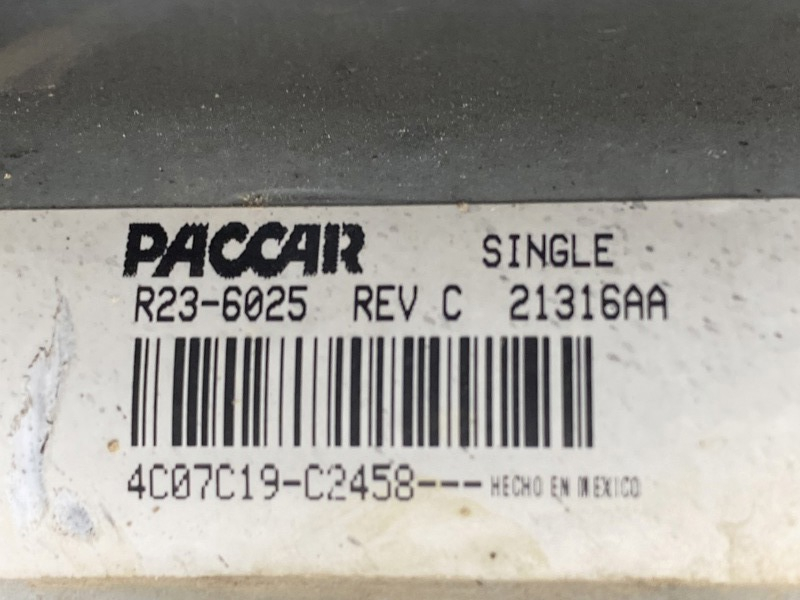 PACCAR SINGLE
R23-6025 REV C 21316AA
4C07C19-C2458--- HECHO EN MEXICO